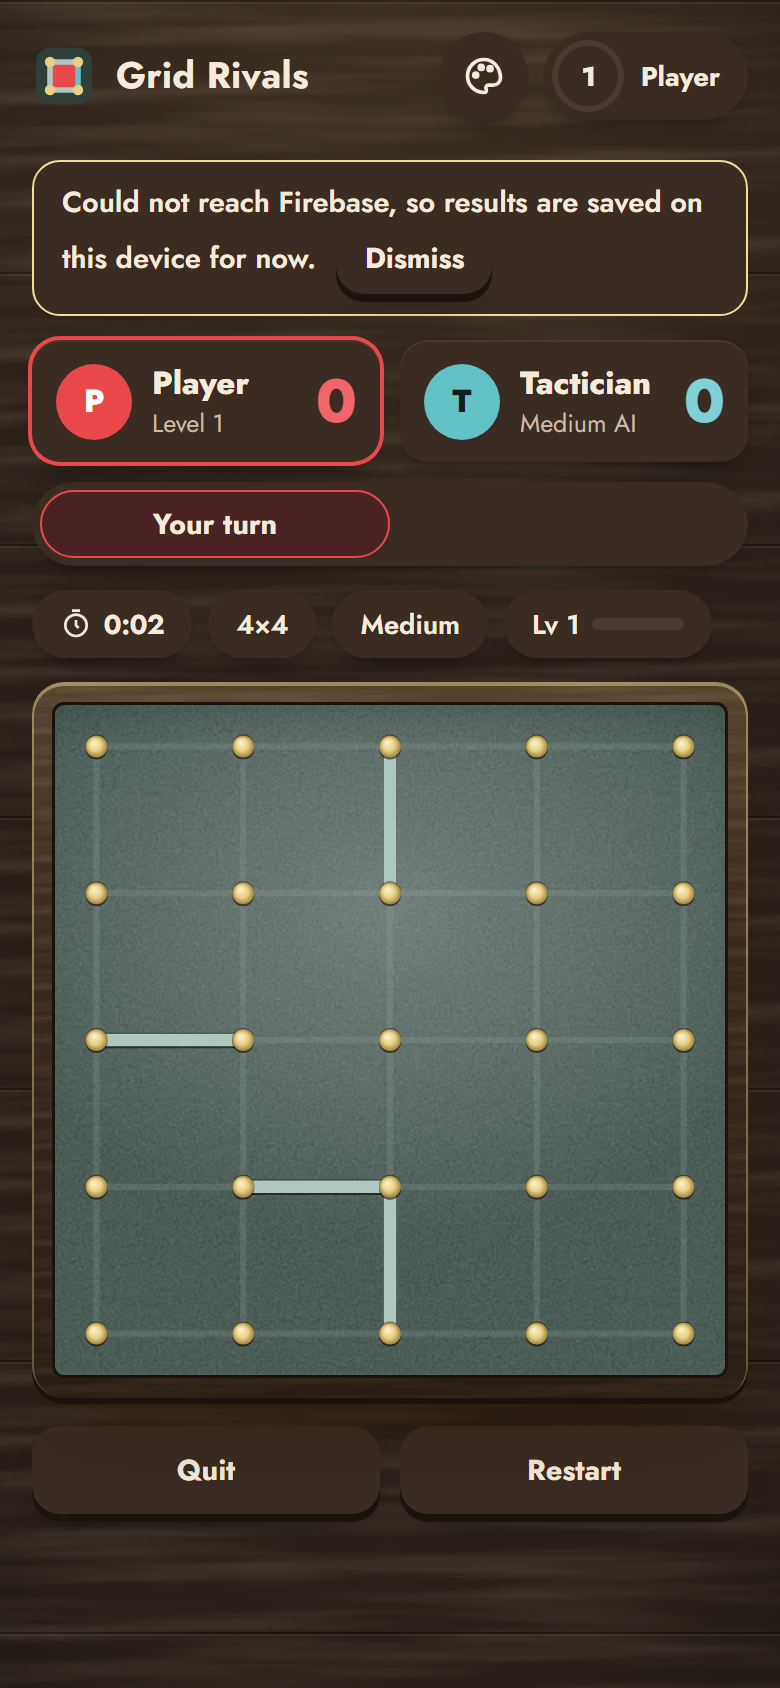 Grid Rivals
1 Player
Could not reach Firebase, so results are saved on
this device for now. Dismiss
P Player 0
Level 1
T Tactician 0
Medium AI
Your turn
0:02 4×4 Medium Lv 1
Quit Restart